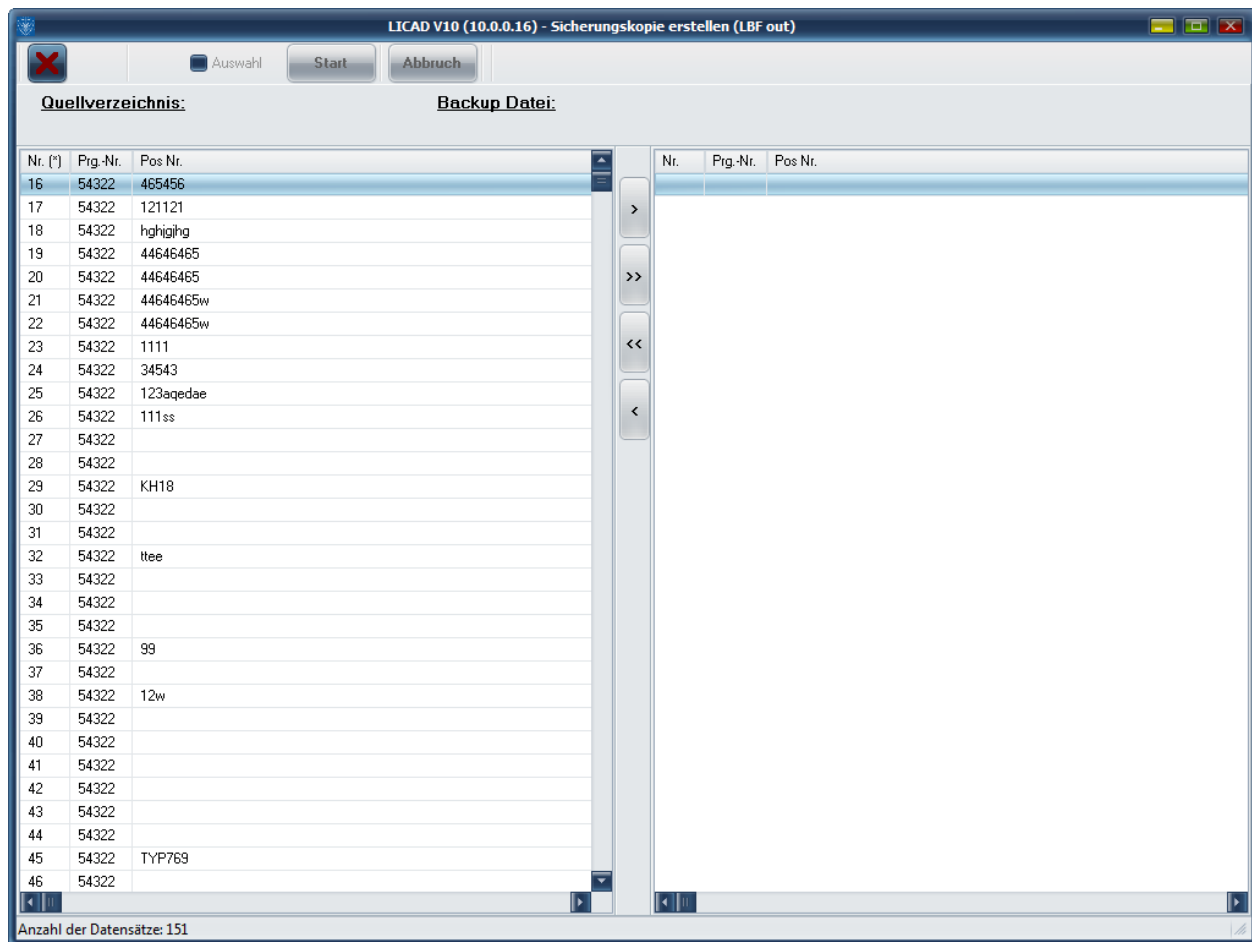 LICAD V10 (10.0.0.16) - Sicherungskopie erstellen (LBF out)
Auswahl Start Abbruch
Quellverzeichnis: Backup Datei:
Nr. (*) Prg.-Nr. Pos Nr. Nr. Prg.-Nr. Pos Nr.
16 54322 465456
17 54322 121121
>
18 54322 hghjgjhg
19 54322 44646465
20 54322 44646465 >>
21 54322 44646465w
22 54322 44646465w
23 54322 1111 <<
24 54322 34543
25 54322 123aqedae
26 54322 111ss <
27 54322
28 54322
29 54322 KH18
30 54322
31 54322
32 54322 ttee
33 54322
34 54322
35 54322
36 54322 99
37 54322
38 54322 12w
39 54322
40 54322
41 54322
42 54322
43 54322
44 54322
45 54322 TYP769
46 54322
Anzahl der Datensätze: 151